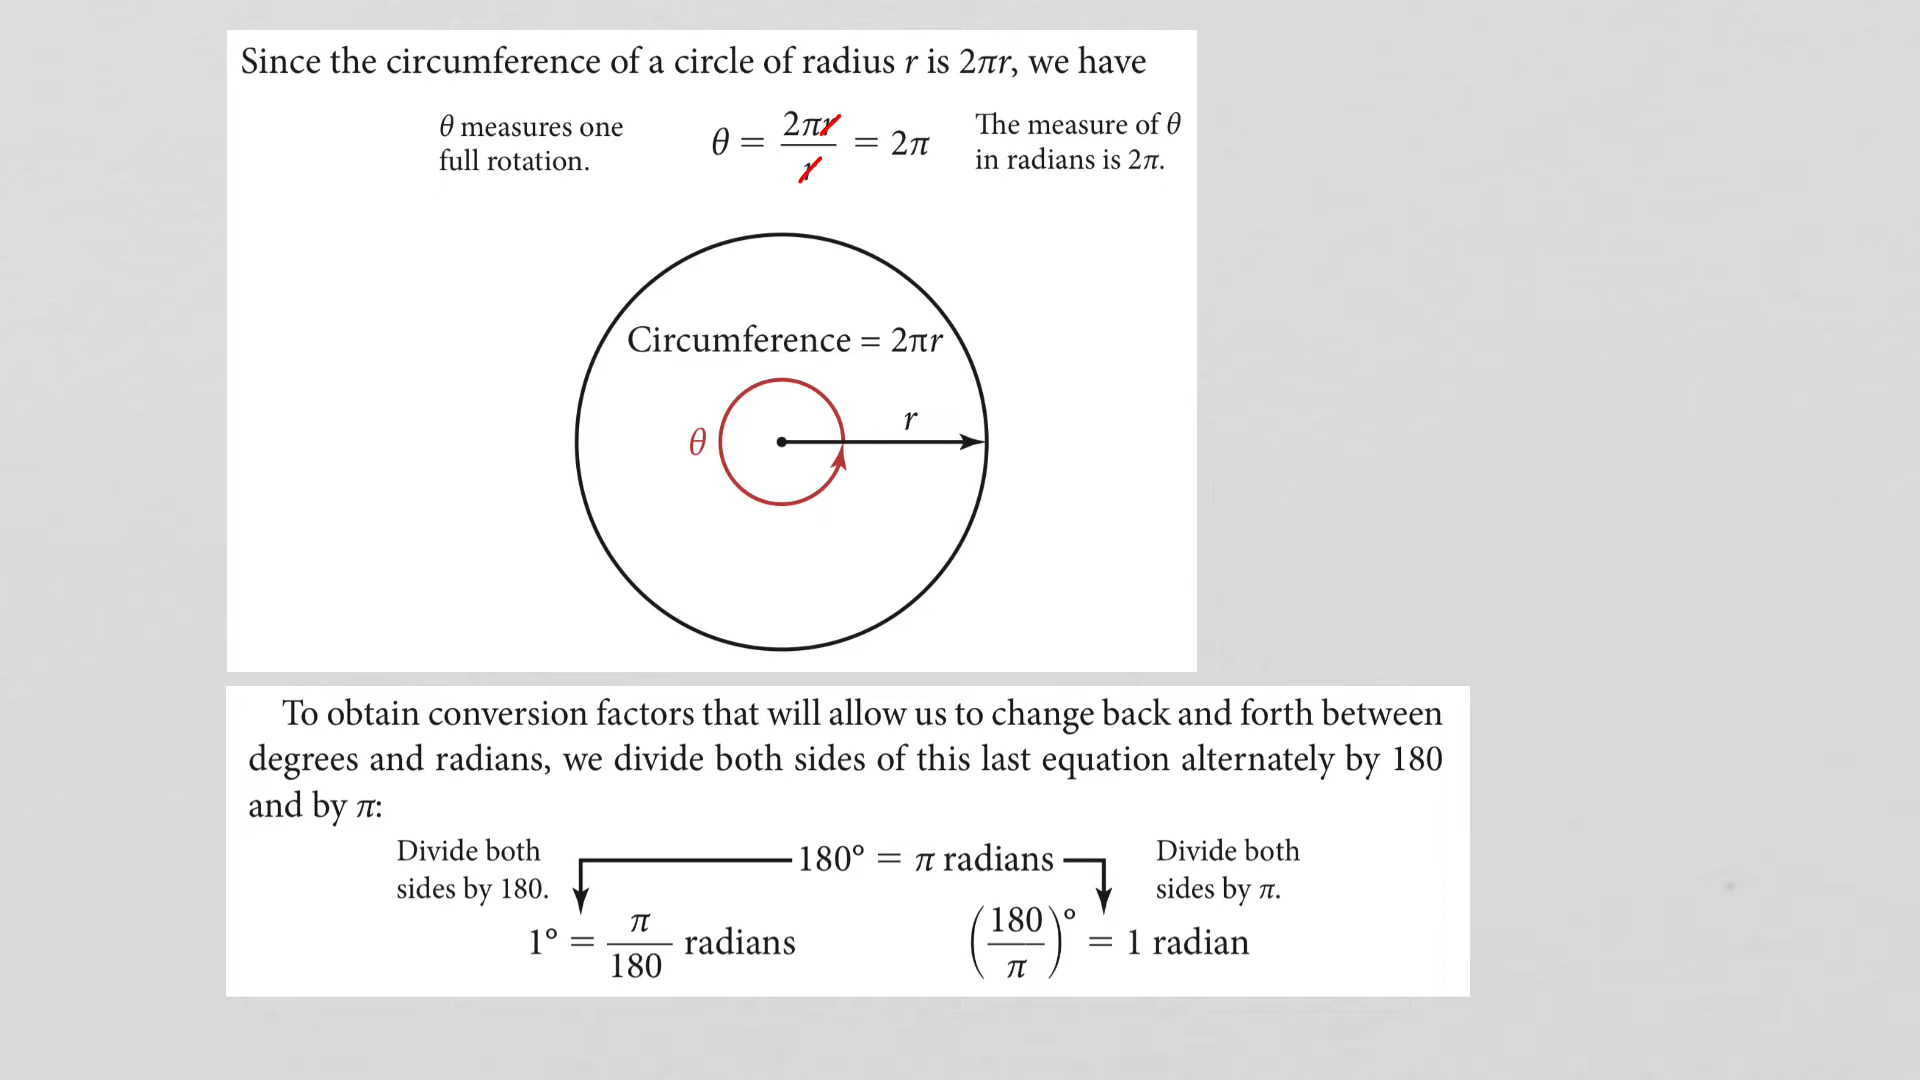 Since the circumference of a circle of radius r is 2πr, we have
θ measures one
full rotation.
θ = 2πr/r = 2π
The measure of θ
in radians is 2π.
Circumference = 2πr
r
θ
To obtain conversion factors that will allow us to change back and forth between
degrees and radians, we divide both sides of this last equation alternately by 180
and by π:
Divide both
sides by 180.
180° = π radians
Divide both
sides by π.
1° = π/180 radians
(180/π)° = 1 radian